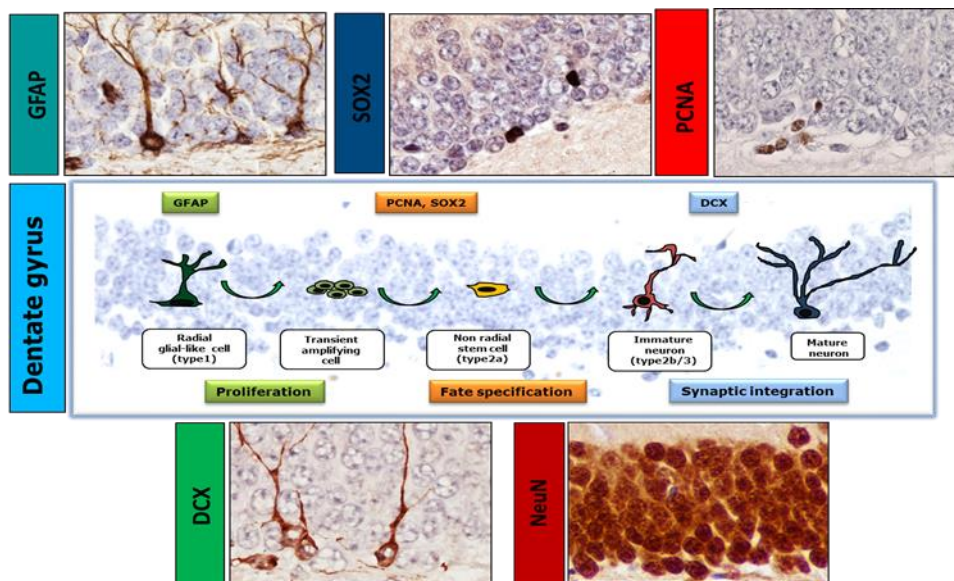 GFAP
SOX2
PCNA
Dentate gyrus
GFAP
PCNA, SOX2
DCX
Radial
glial-like cell
(type1)
Transient
amplifying
cell
Non radial
stem cell
(type2a)
Immature
neuron
(type2b/3)
Mature
neuron
Proliferation
Fate specification
Synaptic integration
DCX
NeuN